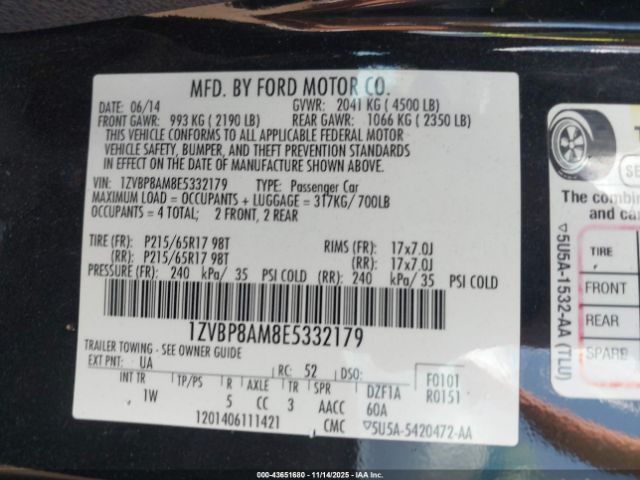 MFD. BY FORD MOTOR CO.
DATE: 06/14 GVWR: 2041 KG ( 4500 LB)
FRONT GAWR: 993 KG ( 2190 LB) REAR GAWR: 1066 KG ( 2350 LB)
THIS VEHICLE CONFORMS TO ALL APPLICABLE FEDERAL MOTOR
VEHICLE SAFETY, BUMPER, AND THEFT PREVENTION STANDARDS
IN EFFECT ON THE DATE OF MANUFACTURE SHOWN ABOVE.
VIN: 1ZVBP8AM8E5332179 TYPE: Passenger Car
MAXIMUM LOAD = OCCUPANTS + LUGGAGE = 317KG/ 700LB
OCCUPANTS = 4 TOTAL; 2 FRONT, 2 REAR
TIRE (FR): P215/65R17 98T RIMS (FR): 17x7.0J
(RR): P215/65R17 98T (RR): 17x7.0J
PRESSURE (FR): 240 kPa/ 35 PSI COLD (RR): 240 kPa/ 35 PSI COLD
1ZVBP8AM8E5332179
TRAILER TOWING - SEE OWNER GUIDE
EXT PNT: UA RC: 52 DSO: F0101
INT TR TP/PS R AXLE TR SPR DZF1A R0151
1W 5 CC 3 AACC 60A
1201406111421 CMC 5U5A-5420472-AA
5U5A-1532-AA (TLU)
The combin
and ca
TIRE
FRONT
REAR
SPARE
000-43651680 - 11/14/2025 - IAA Inc.